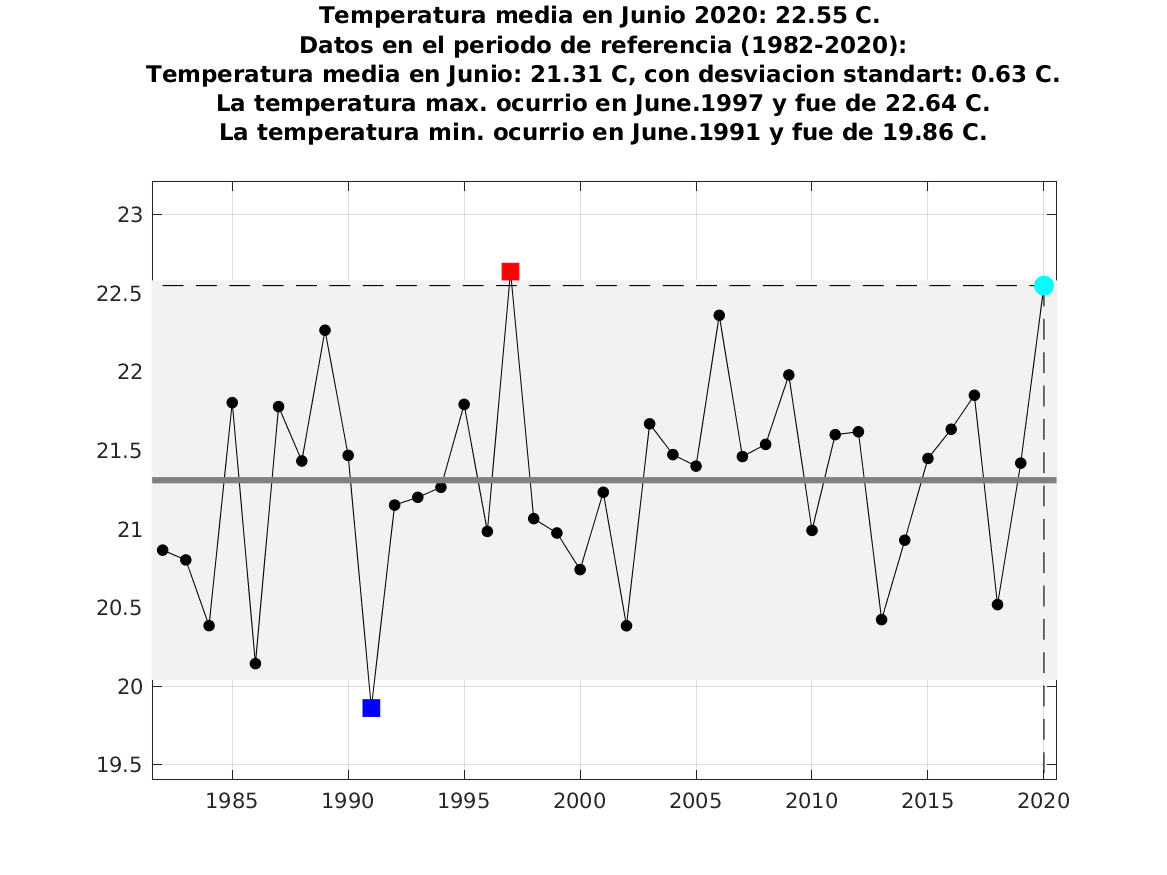 Temperatura media en Junio 2020: 22.55 C.
Datos en el periodo de referencia (1982-2020):
Temperatura media en Junio: 21.31 C, con desviacion standart: 0.63 C.
La temperatura max. ocurrio en June.1997 y fue de 22.64 C.
La temperatura min. ocurrio en June.1991 y fue de 19.86 C.
23
22.5
22
21.5
21
20.5
20
19.5
1985 1990 1995 2000 2005 2010 2015 2020